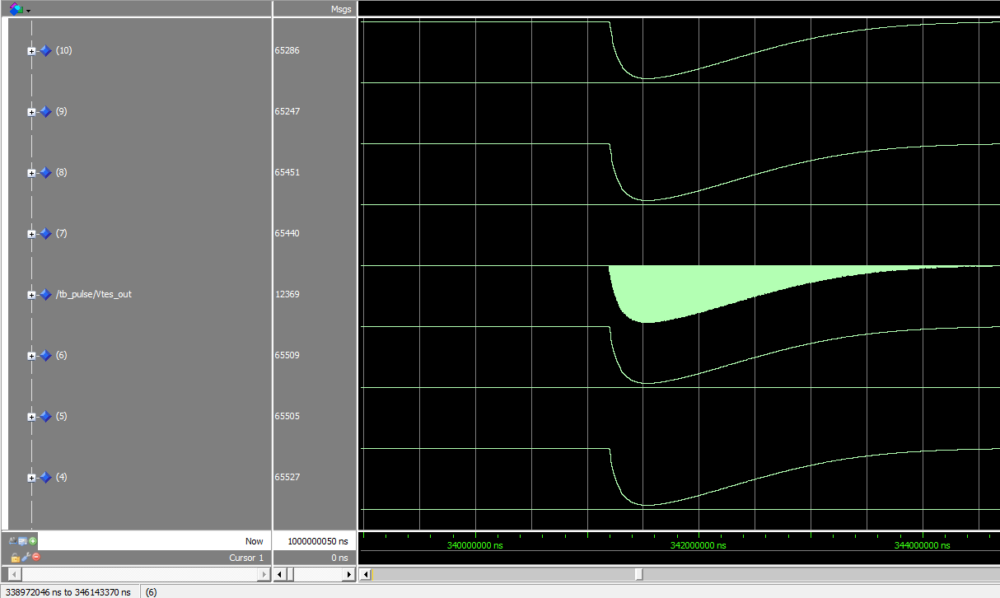 Msgs
(10) 65286
(9) 65247
(8) 65451
(7) 65440
/tb_pulse/Vtes_out 12369
(6) 65509
(5) 65505
(4) 65527
Now 1000000050 ns
340000000 ns 342000000 ns 344000000 ns
Cursor 1 0 ns
338972046 ns to 346143370 ns (6)